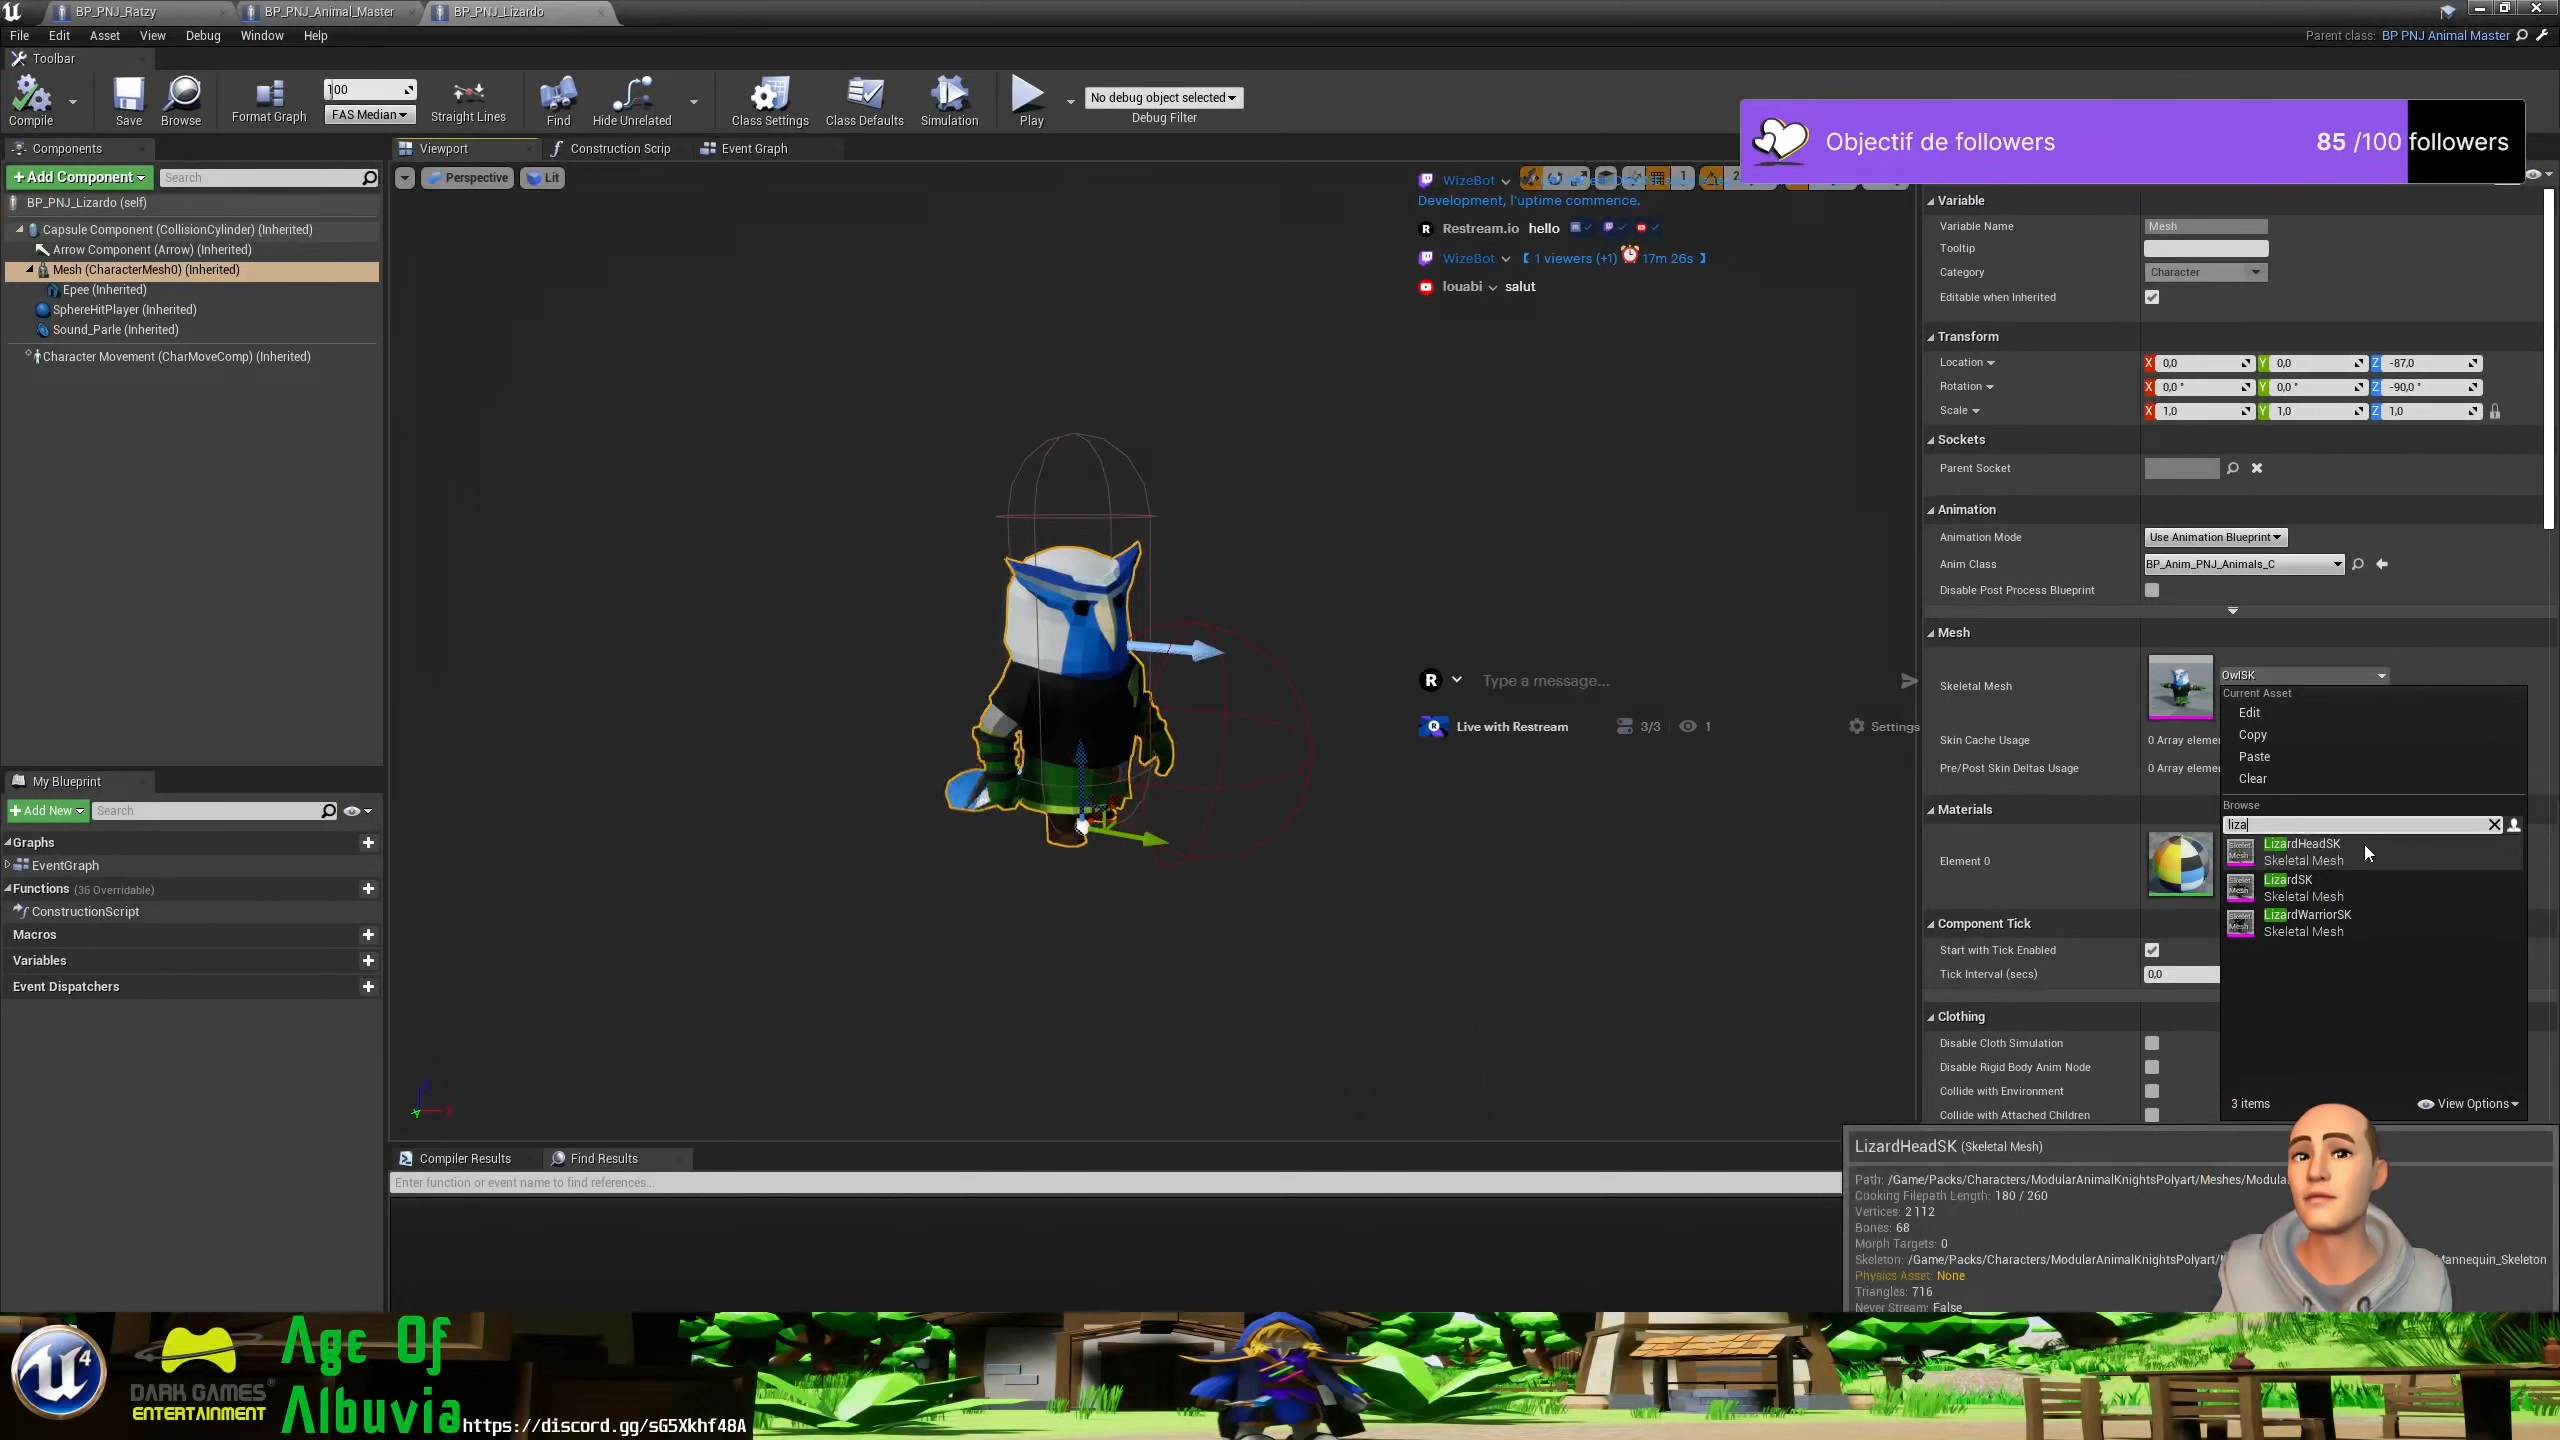 BP_PNJ_Ratzy
BP_PNJ_Animal_Master
BP_PNJ_Lizardo
File Edit Asset View Debug Window Help
Parent class: BP PNJ Animal Master
Toolbar
Compile
Save
Browse
Format Graph
100
FAS Median
Straight Lines
Find
Hide Unrelated
Class Settings
Class Defaults
Simulation
Play
No debug object selected
Debug Filter
Objectif de followers
85 /100 followers
Components
+ Add Component
Search
BP_PNJ_Lizardo (self)
Capsule Component (CollisionCylinder) (Inherited)
Arrow Component (Arrow) (Inherited)
Mesh (CharacterMesh0) (Inherited)
Epee (Inherited)
SphereHitPlayer (Inherited)
Sound_Parle (Inherited)
Character Movement (CharMoveComp) (Inherited)
My Blueprint
+ Add New
Search
Graphs
EventGraph
Functions (36 Overridable)
ConstructionScript
Macros
Variables
Event Dispatchers
Viewport
Construction Scrip
Event Graph
Perspective
Lit
WizeBot
Development, l'uptime commence.
Restream.io hello
WizeBot 【 1 viewers (+1) 17m 26s 】
louabi salut
Type a message...
Live with Restream 3/3 1 Settings
Compiler Results
Find Results
Enter function or event name to find references...
Variable
Variable Name Mesh
Tooltip
Category Character
Editable when Inherited
Transform
Location X 0,0 Y 0,0 Z -87,0
Rotation X 0,0 ° Y 0,0 ° Z -90,0 °
Scale X 1,0 Y 1,0 Z 1,0
Sockets
Parent Socket
Animation
Animation Mode Use Animation Blueprint
Anim Class BP_Anim_PNJ_Animals_C
Disable Post Process Blueprint
Mesh
Skeletal Mesh OwlSK
Skin Cache Usage 0 Array eleme
Pre/Post Skin Deltas Usage 0 Array eleme
Materials
Element 0
Component Tick
Start with Tick Enabled
Tick Interval (secs) 0,0
Clothing
Disable Cloth Simulation
Disable Rigid Body Anim Node
Collide with Environment
Collide with Attached Children
Current Asset
Edit
Copy
Paste
Clear
Browse
liza
LizardHeadSK
Skeletal Mesh
LizardSK
Skeletal Mesh
LizardWarriorSK
Skeletal Mesh
3 items View Options
LizardHeadSK (Skeletal Mesh)
Path: /Game/Packs/Characters/ModularAnimalKnightsPolyart/Meshes/Modula
Cooking Filepath Length: 180 / 260
Vertices: 2 112
Bones: 68
Morph Targets: 0
Skeleton: /Game/Packs/Characters/ModularAnimalKnightsPolyart/ Mannequin_Skeleton
Physics Asset: None
Triangles: 716
Never Stream: False
4
DARK GAMES
ENTERTAINMENT
Age Of
Albuvia
https://discord.gg/sG5Xkhf48A